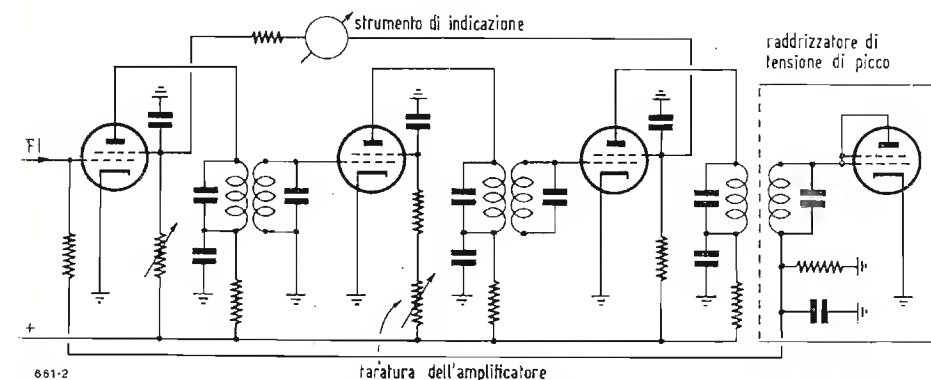 strumento di indicazione
raddrizzatore di
tensione di picco
FI
+
661-2
taratura dell'amplificatore